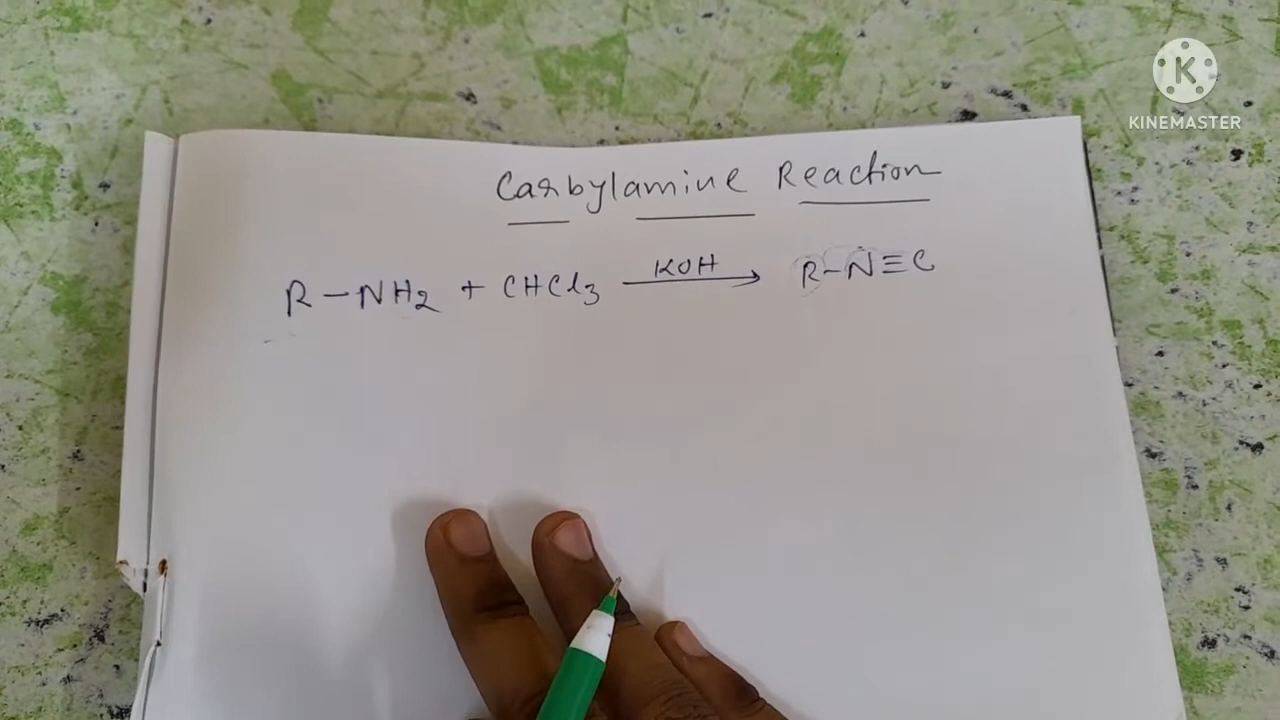 K
KINEMASTER
Carbylamine Reaction
R-NH2 + CHCl3 KOH→ R-N≡C